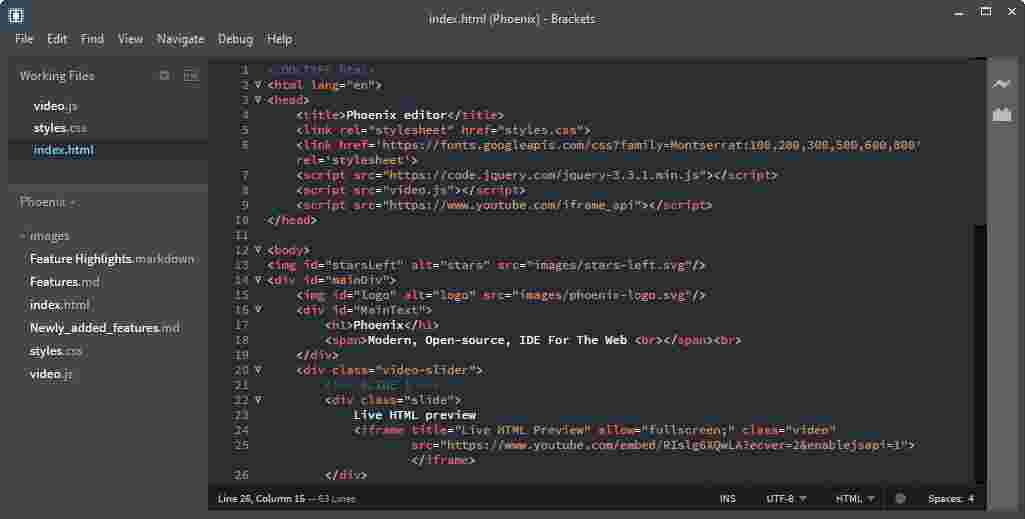 index.html (Phoenix) - Brackets
File Edit Find View Navigate Debug Help
Working Files
video.js
styles.css
index.html
Phoenix
images
Feature Highlights.markdown
Features.md
index.html
Newly_added_features.md
styles.css
video.js
1 <!DOCTYPE html>
2 <html lang="en">
3 <head>
4 <title>Phoenix editor</title>
5 <link rel="stylesheet" href="styles.css">
6 <link href='https://fonts.googleapis.com/css?family=Montserrat:100,200,300,500,600,800'
rel='stylesheet'>
7 <script src="https://code.jquery.com/jquery-3.3.1.min.js"></script>
8 <script src="video.js"></script>
9 <script src="https://www.youtube.com/iframe_api"></script>
10 </head>
11
12 <body>
13 <img id="starsLeft" alt="stars" src="images/stars-left.svg"/>
14 <div id="mainDiv">
15 <img id="logo" alt="logo" src="images/phoenix-logo.svg"/>
16 <div id="MainText">
17 <h1>Phoenix</h1>
18 <span>Modern, Open-source, IDE For The Web <br></span><br>
19 </div>
20 <div class="video-slider">
21
22 <div class="slide">
23 Live HTML preview
24 <iframe title="Live HTML Preview" allow="fullscreen;" class="video"
25 src="https://www.youtube.com/embed/RIslg6XQwLA?ecver=2&enablejsapi=1">
</iframe>
26 </div>
Line 26, Column 15 — 63 Lines INS UTF-8 HTML Spaces: 4